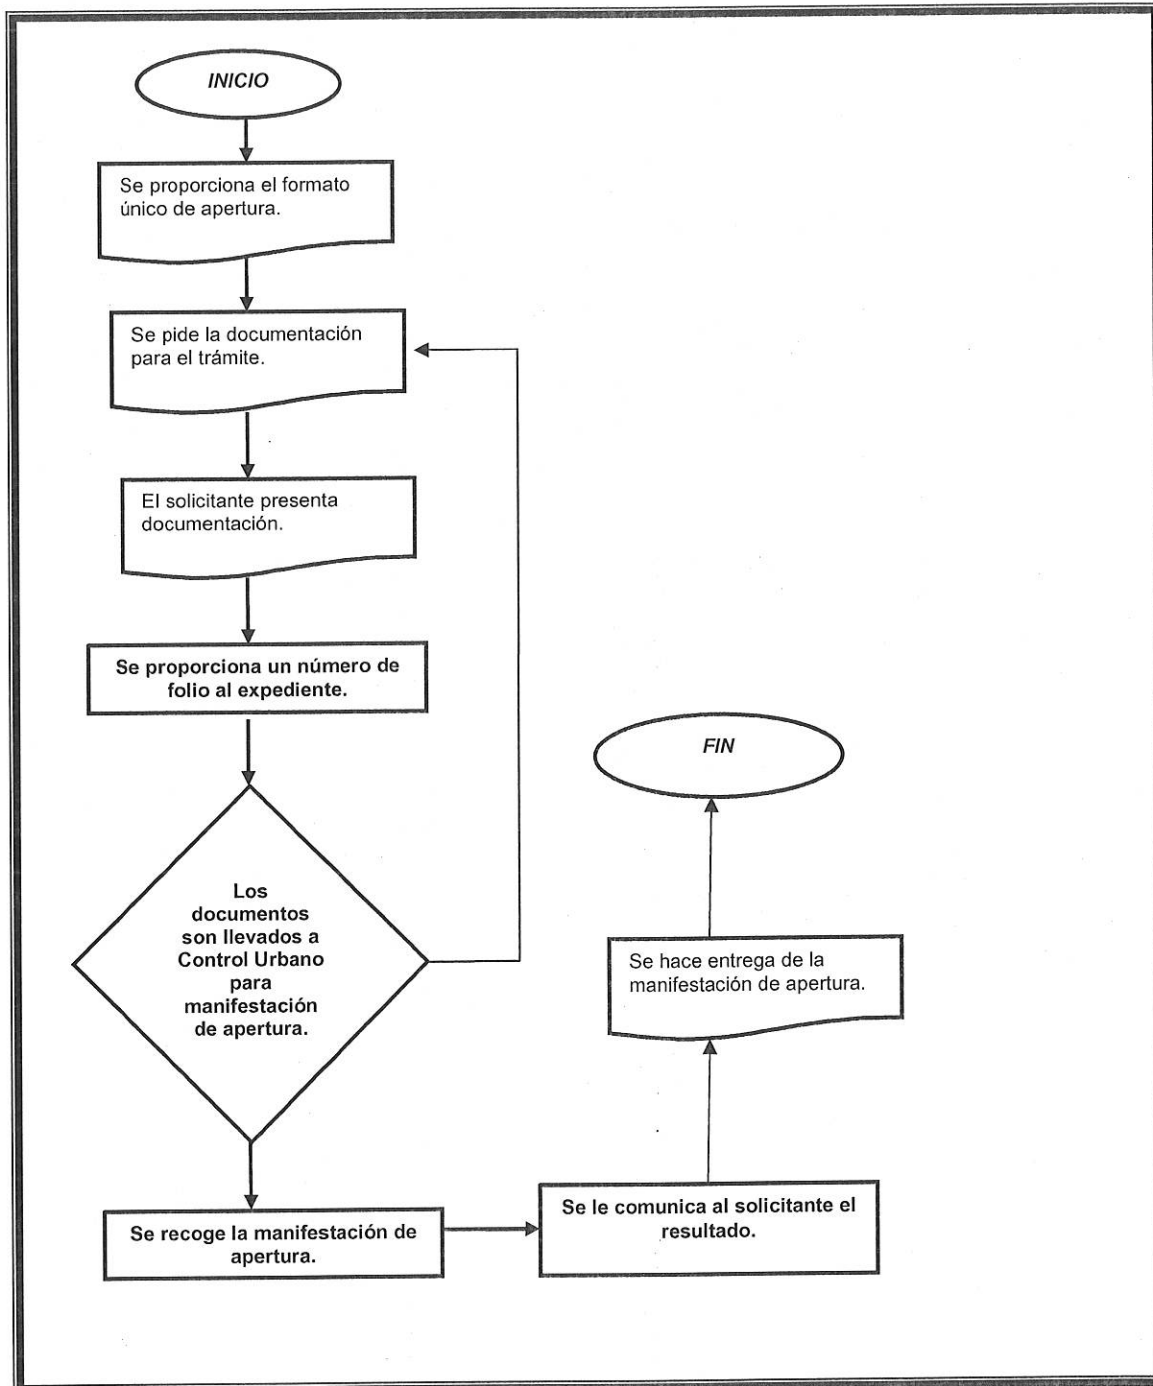 INICIO
Se proporciona el formato
único de apertura.
Se pide la documentación
para el trámite.
El solicitante presenta
documentación.
Se proporciona un número de
folio al expediente.
Los
documentos
son llevados a
Control Urbano
para
manifestación
de apertura.
Se recoge la manifestación de
apertura.
Se le comunica al solicitante el
resultado.
Se hace entrega de la
manifestación de apertura.
FIN